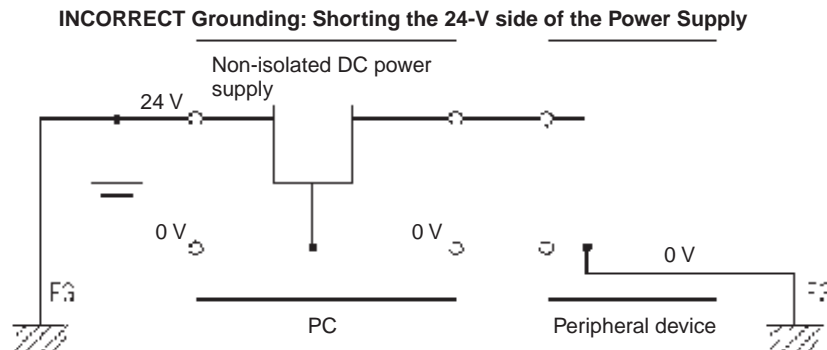 INCORRECT Grounding: Shorting the 24-V side of the Power Supply
Non-isolated DC power
supply
24 V
0 V
0 V
0 V
FG
PC
Peripheral device